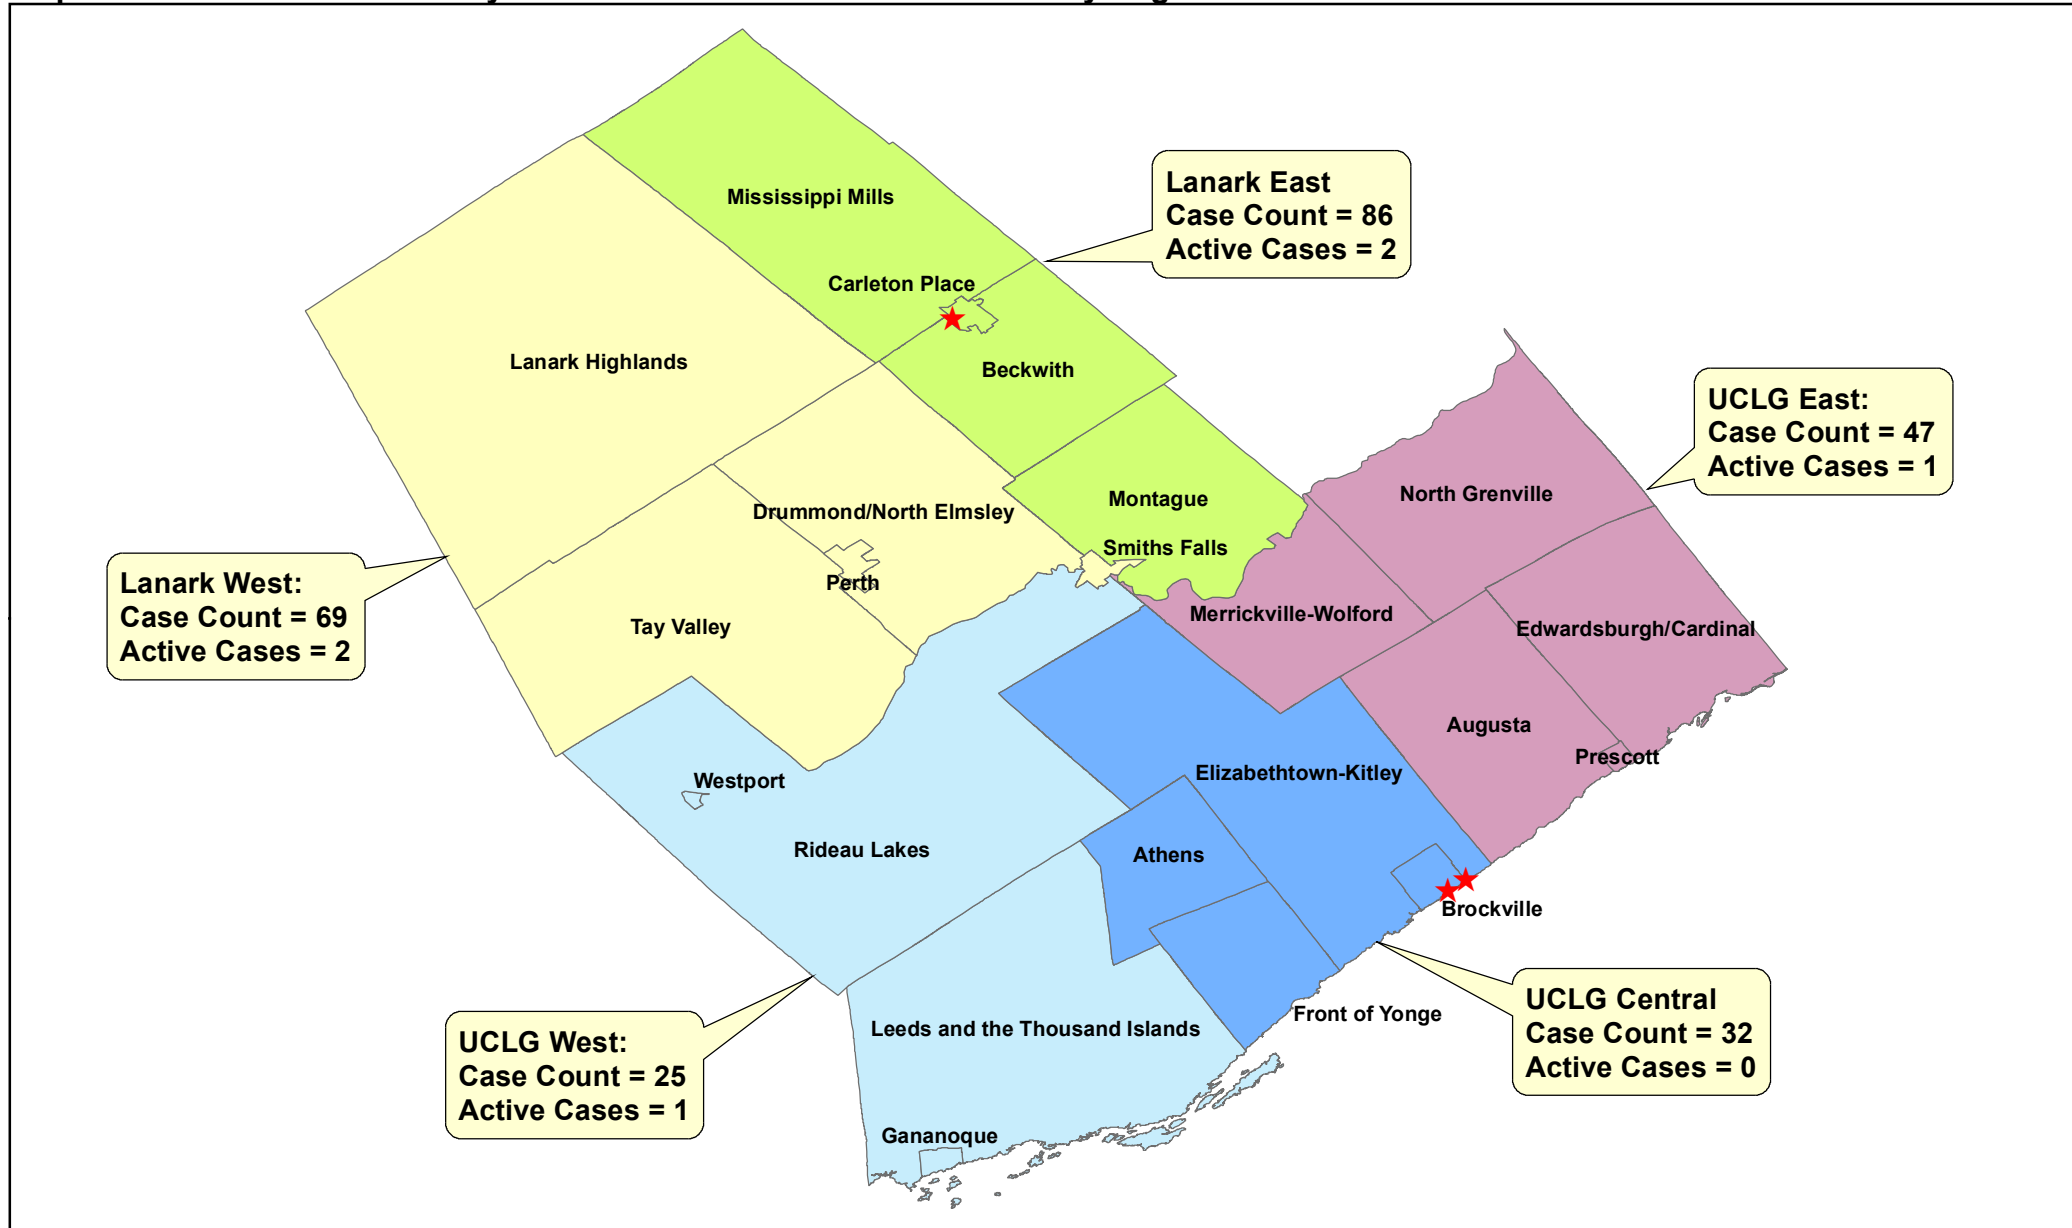 Mississippi Mills
Lanark East
Case Count = 86
Active Cases = 2
Carleton Place
Lanark Highlands
Beckwith
UCLG East:
Case Count = 47
Active Cases = 1
North Grenville
Montague
Drummond/North Elmsley
Smiths Falls
Perth
Lanark West:
Case Count = 69
Active Cases = 2
Tay Valley
Merrickville-Wolford
Edwardsburgh/Cardinal
Augusta
Prescott
Westport
Elizabethtown-Kitley
Rideau Lakes
Athens
Brockville
UCLG Central
Case Count = 32
Active Cases = 0
Front of Yonge
Leeds and the Thousand Islands
UCLG West:
Case Count = 25
Active Cases = 1
Gananoque